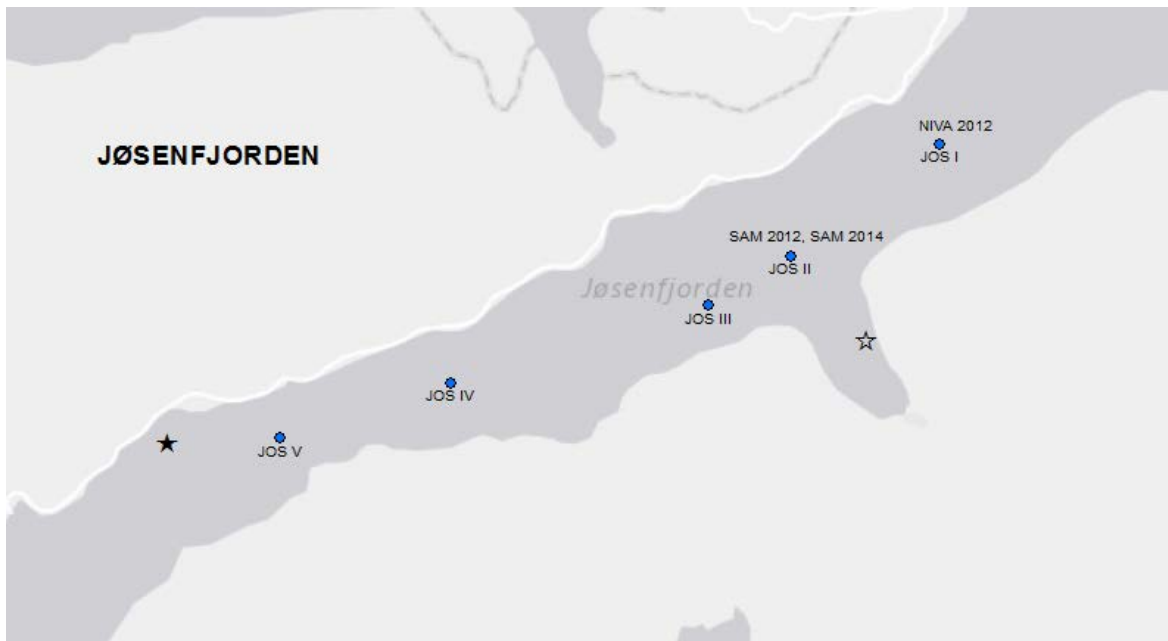 JØSENFJORDEN
NIVA 2012
JOS I
SAM 2012, SAM 2014
JOS II
Jøsenfjorden
JOS III
JOS IV
JOS V